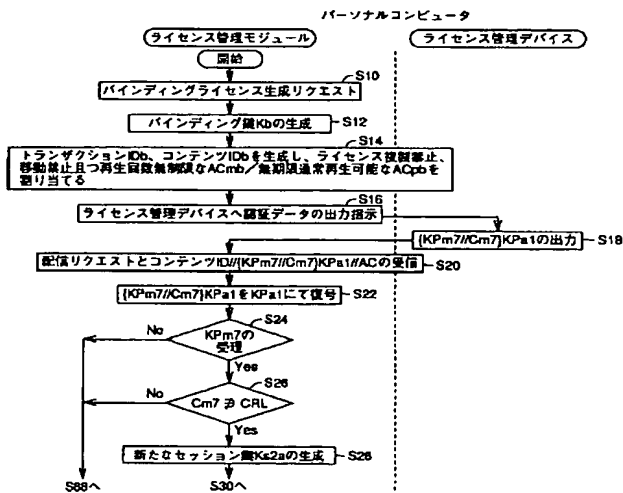 パーソナルコンピュータ
ライセンス管理モジュール
ライセンス管理デバイス
開始
S10
バインディングライセンス生成リクエスト
バインディング鍵Kbの生成
S12
S14
トランザクションIDb、コンテンツIDbを生成し、ライセンス複製禁止、
移動禁止且つ再生回数無制限なACmb/無期限通常再生可能なACpbを
割り当てる
S16
ライセンス管理デバイスへ認証データの出力指示
{KPm7//Cm7}KPa1の出力
S18
配信リクエストとコンテンツID//{KPm7//Cm7}KPa1//ACの受信
S20
{KPm7//Cm7}KPa1をKPa1にて復号
S22
S24
No
KPm7の
受理
Yes
S26
No
Cm7 ∌ CRL
Yes
新たなセッション鍵Ks2aの生成
S28
S68へ
S30へ